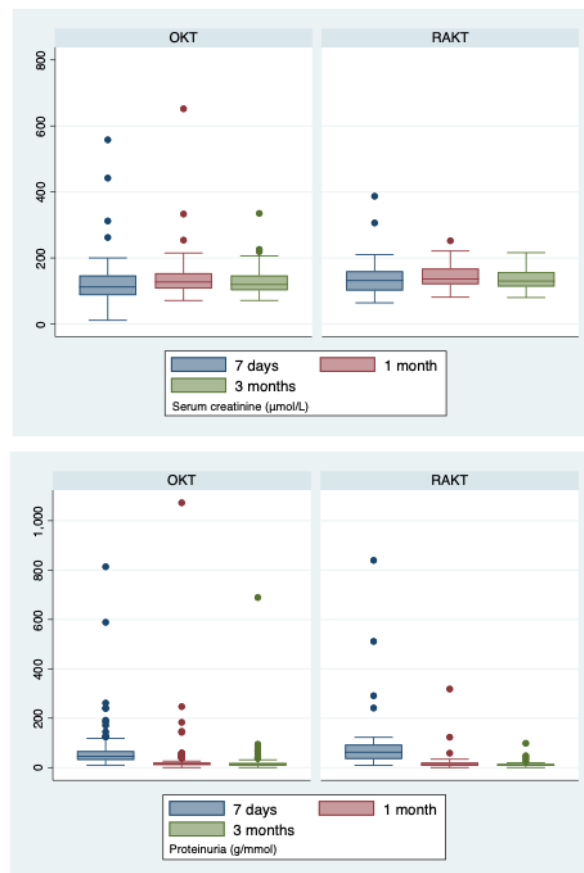 OKT RAKT
800
600
400
200
0
7 days 1 month
3 months
Serum creatinine (µmol/L)
OKT RAKT
1,000
800
600
400
200
0
7 days 1 month
3 months
Proteinuria (g/mmol)